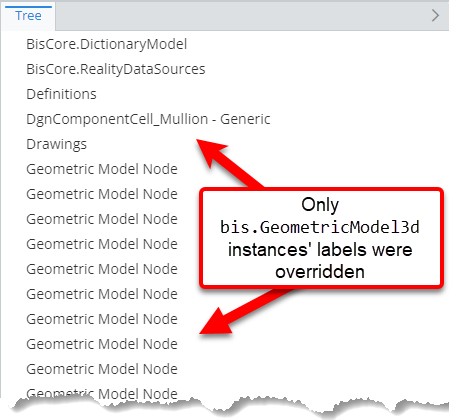 Tree
BisCore.DictionaryModel
BisCore.RealityDataSources
Definitions
DgnComponentCell_Mullion - Generic
Drawings
Geometric Model Node
Geometric Model Node
Geometric Model Node
Geometric Model Node
Geometric Model Node
Geometric Model Node
Geometric Model Node
Geometric Model Node
Geometric Model Node
Geometric Model Node
Only
bis.GeometricModel3d
instances' labels were
overridden